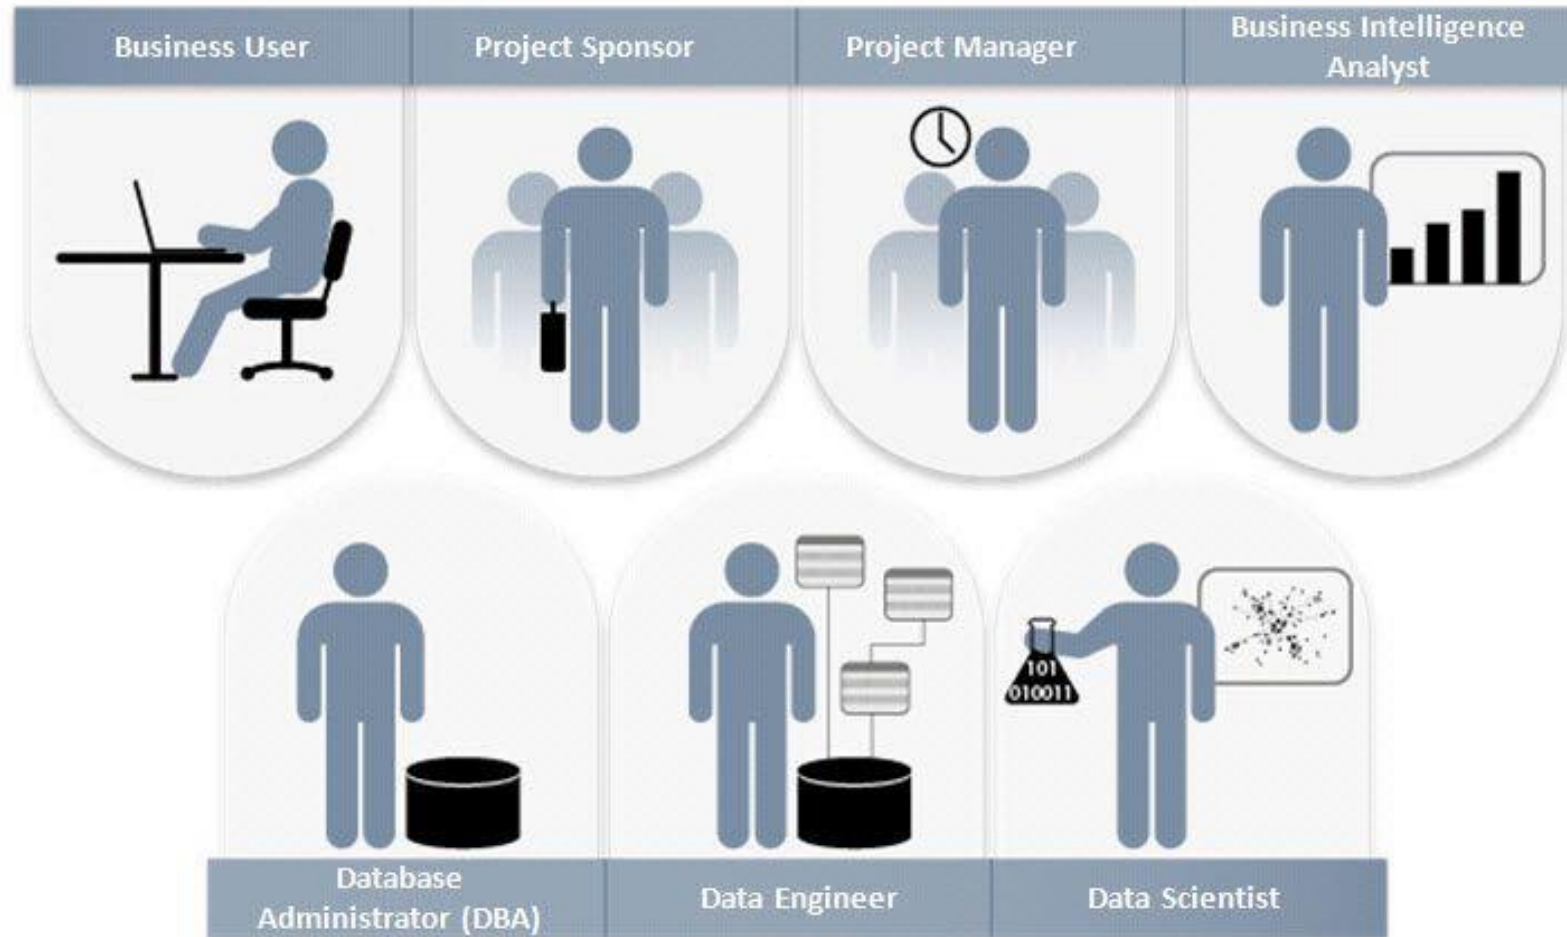 Business User
Project Sponsor
Project Manager
Business Intelligence
Analyst
101
010011
Database
Administrator (DBA)
Data Engineer
Data Scientist